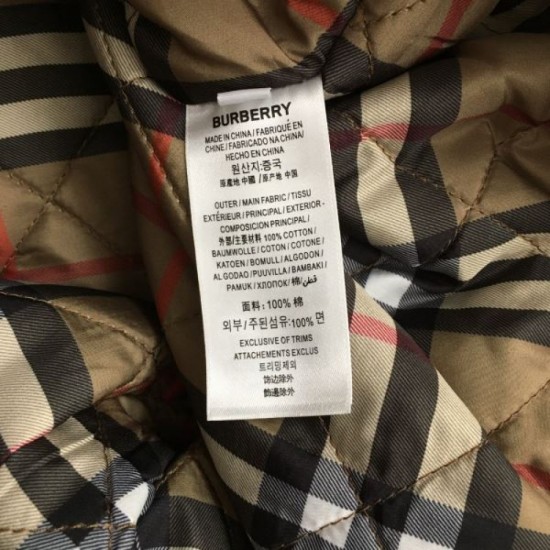 BURBERRY
MADE IN CHINA / FABRIQUÉ EN
CHINE / FABRICADO NA CHINA/
HECHO EN CHINA
원산지:중국
原產地 中國 / 原产地 中国
OUTER / MAIN FABRIC / TISSU
EXTÉRIEUR / PRINCIPAL / EXTERIOR -
COMPOSICION PRINCIPAL /
外部/主要材料 100% COTTON/
BAUMWOLLE / COTON / COTONE /
KATOEN / BOMULL / ALGODON /
ALGODAO / PUUVILLA / BAMBAKI /
PAMUK / ХЛОПОК/ 棉/ قطن/
面料: 100% 棉
외부 / 주된섬유:100% 면
EXCLUSIVE OF TRIMS
ATTACHEMENTS EXCLUS
트리밍제외
饰边除外
飾邊除外